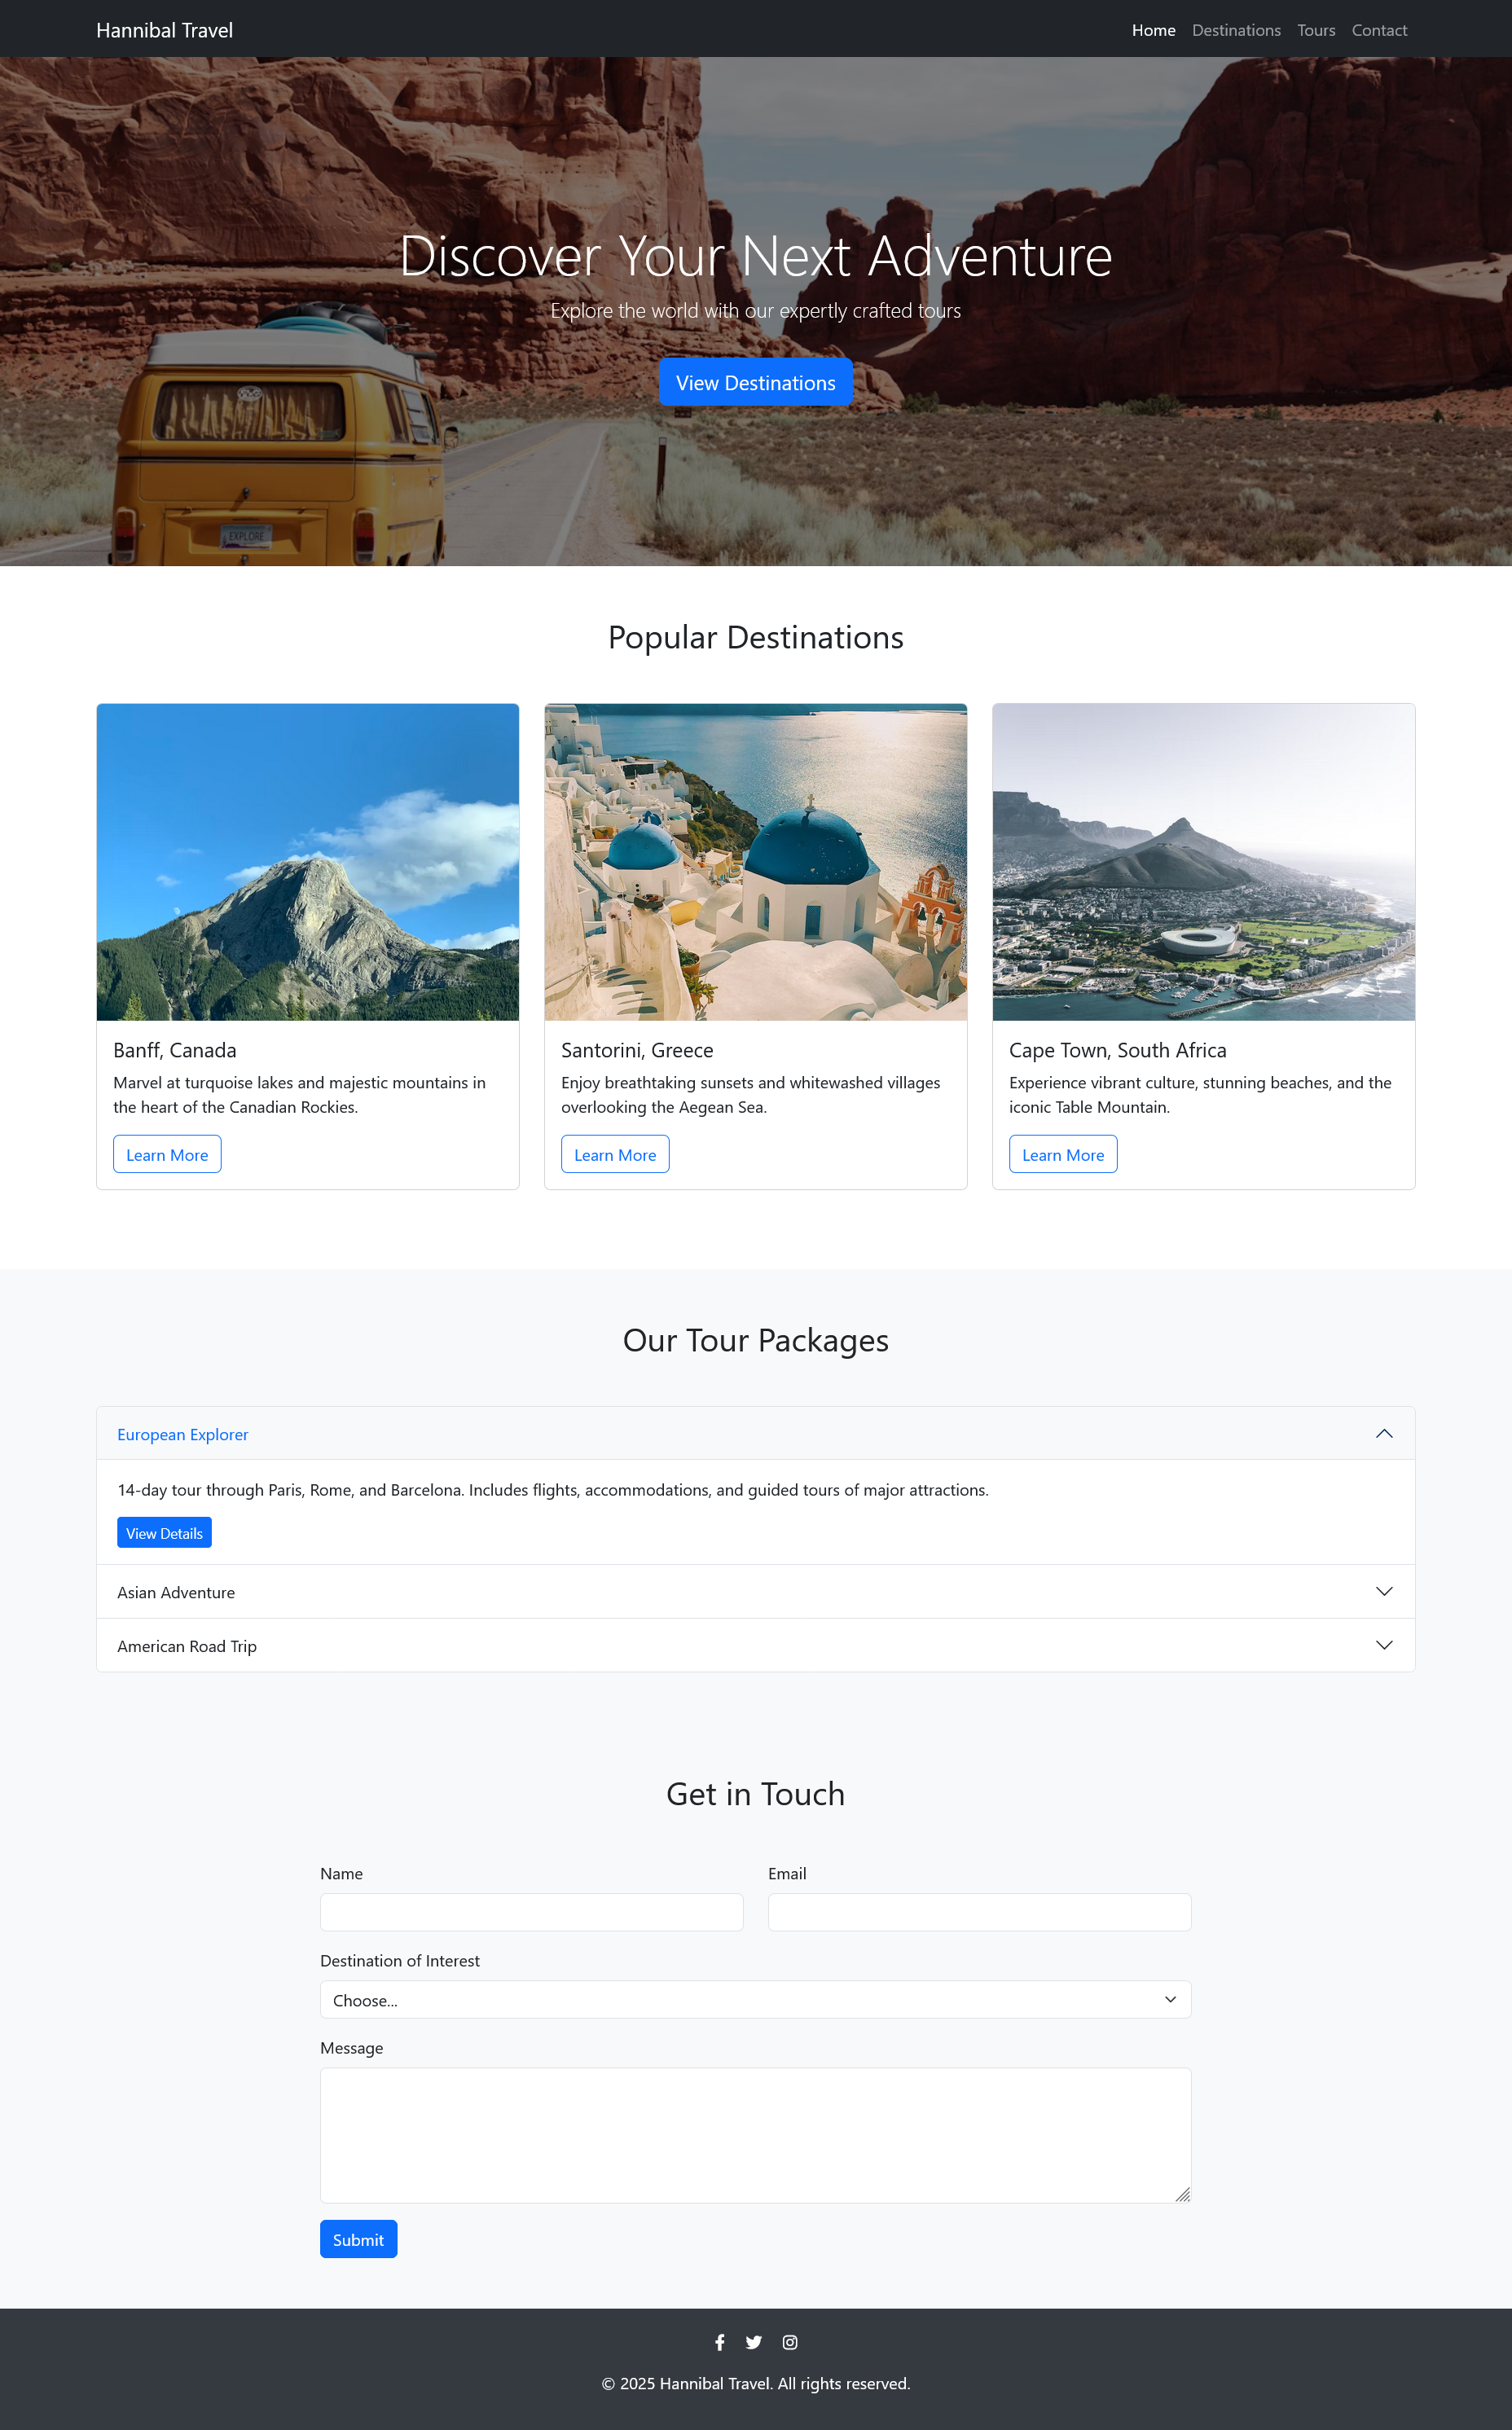 Hannibal Travel
Home Destinations Tours Contact
Discover Your Next Adventure
Explore the world with our expertly crafted tours
View Destinations
EXPLORE
Popular Destinations
Banff, Canada
Marvel at turquoise lakes and majestic mountains in
the heart of the Canadian Rockies.
Learn More
Santorini, Greece
Enjoy breathtaking sunsets and whitewashed villages
overlooking the Aegean Sea.
Learn More
Cape Town, South Africa
Experience vibrant culture, stunning beaches, and the
iconic Table Mountain.
Learn More
Our Tour Packages
European Explorer
14-day tour through Paris, Rome, and Barcelona. Includes flights, accommodations, and guided tours of major attractions.
View Details
Asian Adventure
American Road Trip
Get in Touch
Name
Email
Destination of Interest
Choose...
Message
Submit
© 2025 Hannibal Travel. All rights reserved.